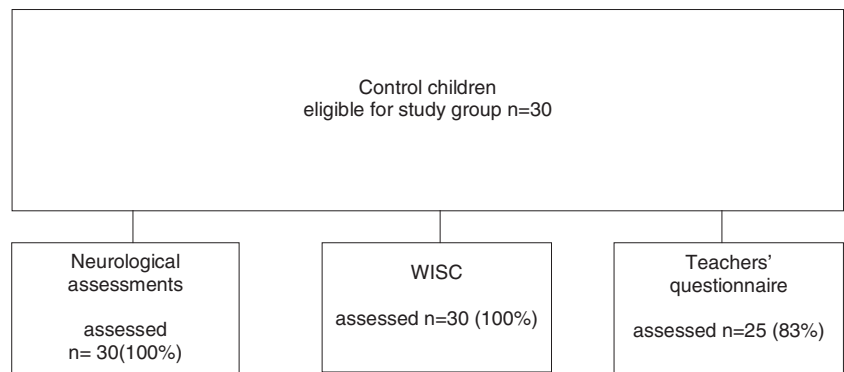 Control children
eligible for study group n=30
Neurological
assessments
assessed
n= 30(100%)
WISC
assessed n=30 (100%)
Teachers’
questionnaire
assessed n=25 (83%)